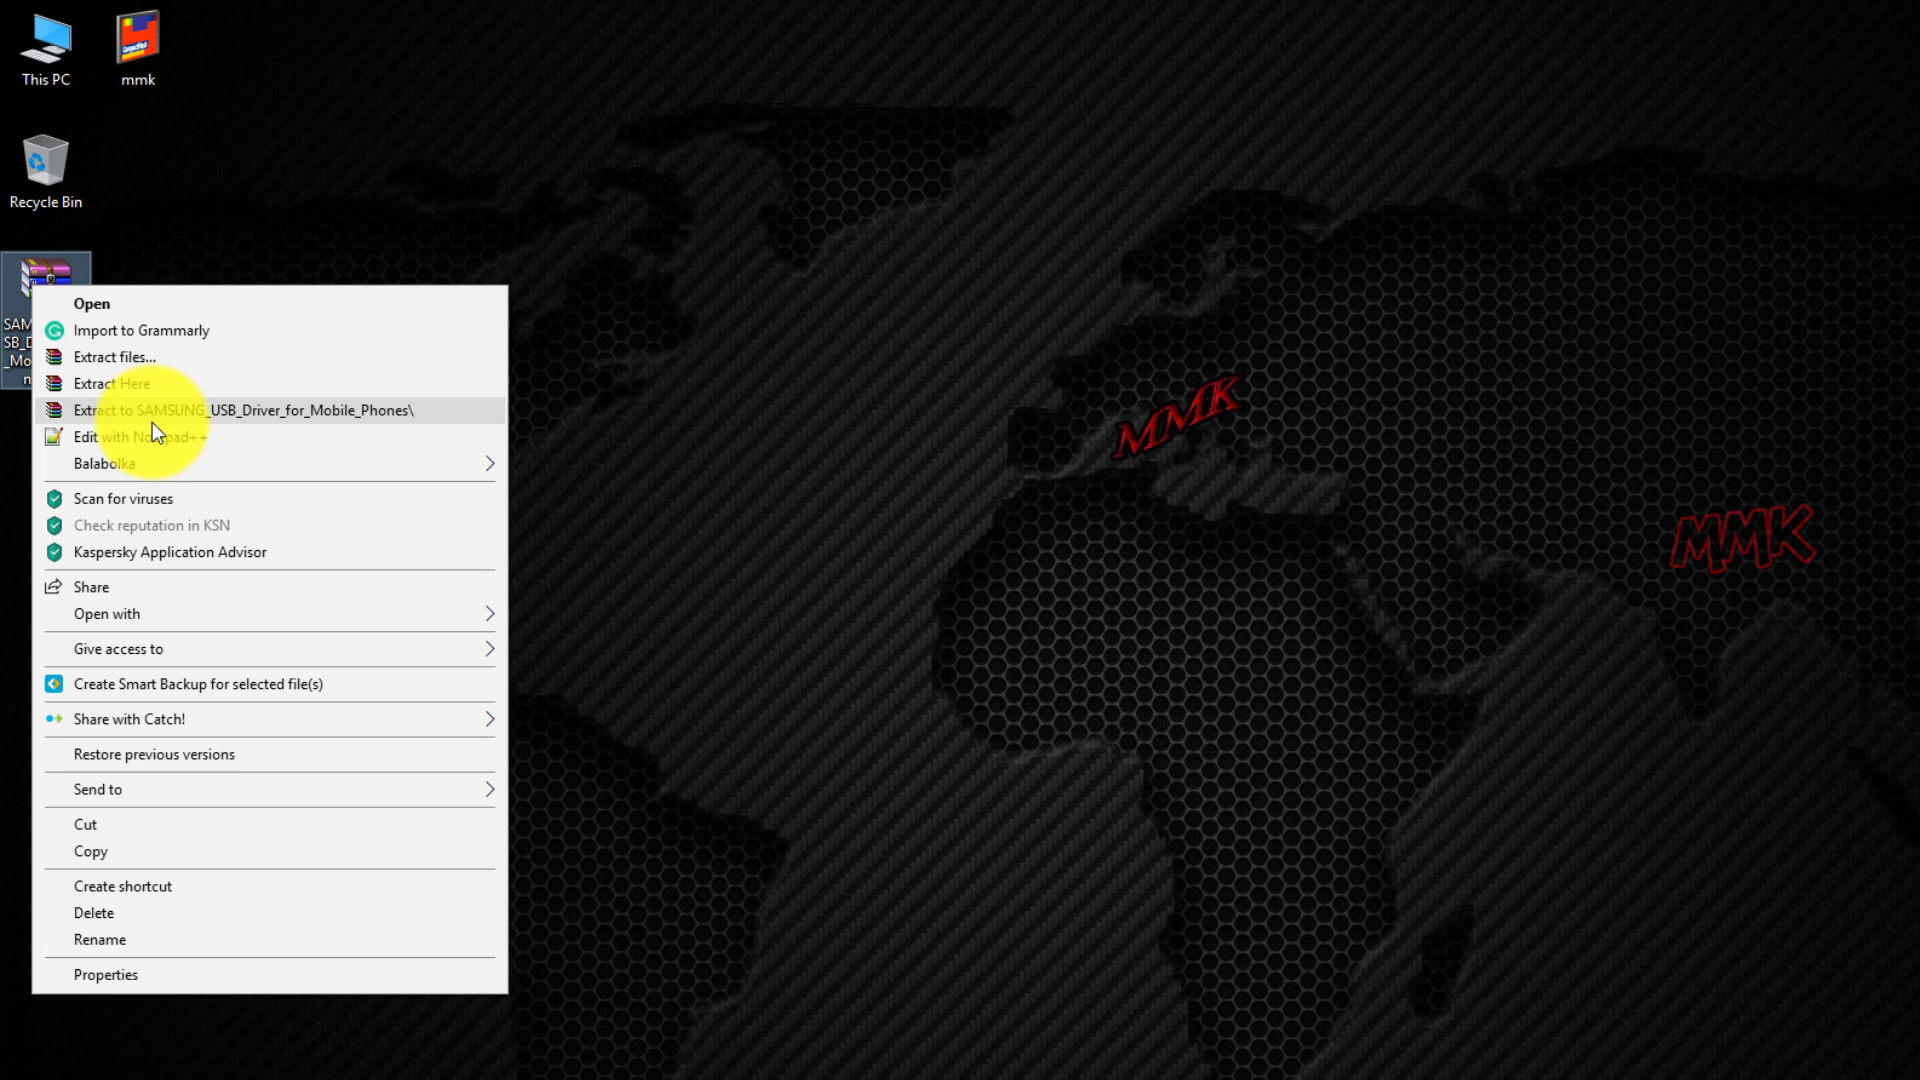 This PC
mmk
Recycle Bin
Open
Import to Grammarly
Extract files...
Extract Here
Extract to SAMSUNG_USB_Driver_for_Mobile_Phones\
Edit with Notepad++
Balabolka
Scan for viruses
Check reputation in KSN
Kaspersky Application Advisor
Share
Open with
Give access to
Create Smart Backup for selected file(s)
Share with Catch!
Restore previous versions
Send to
Cut
Copy
Create shortcut
Delete
Rename
Properties
MMK
MMK